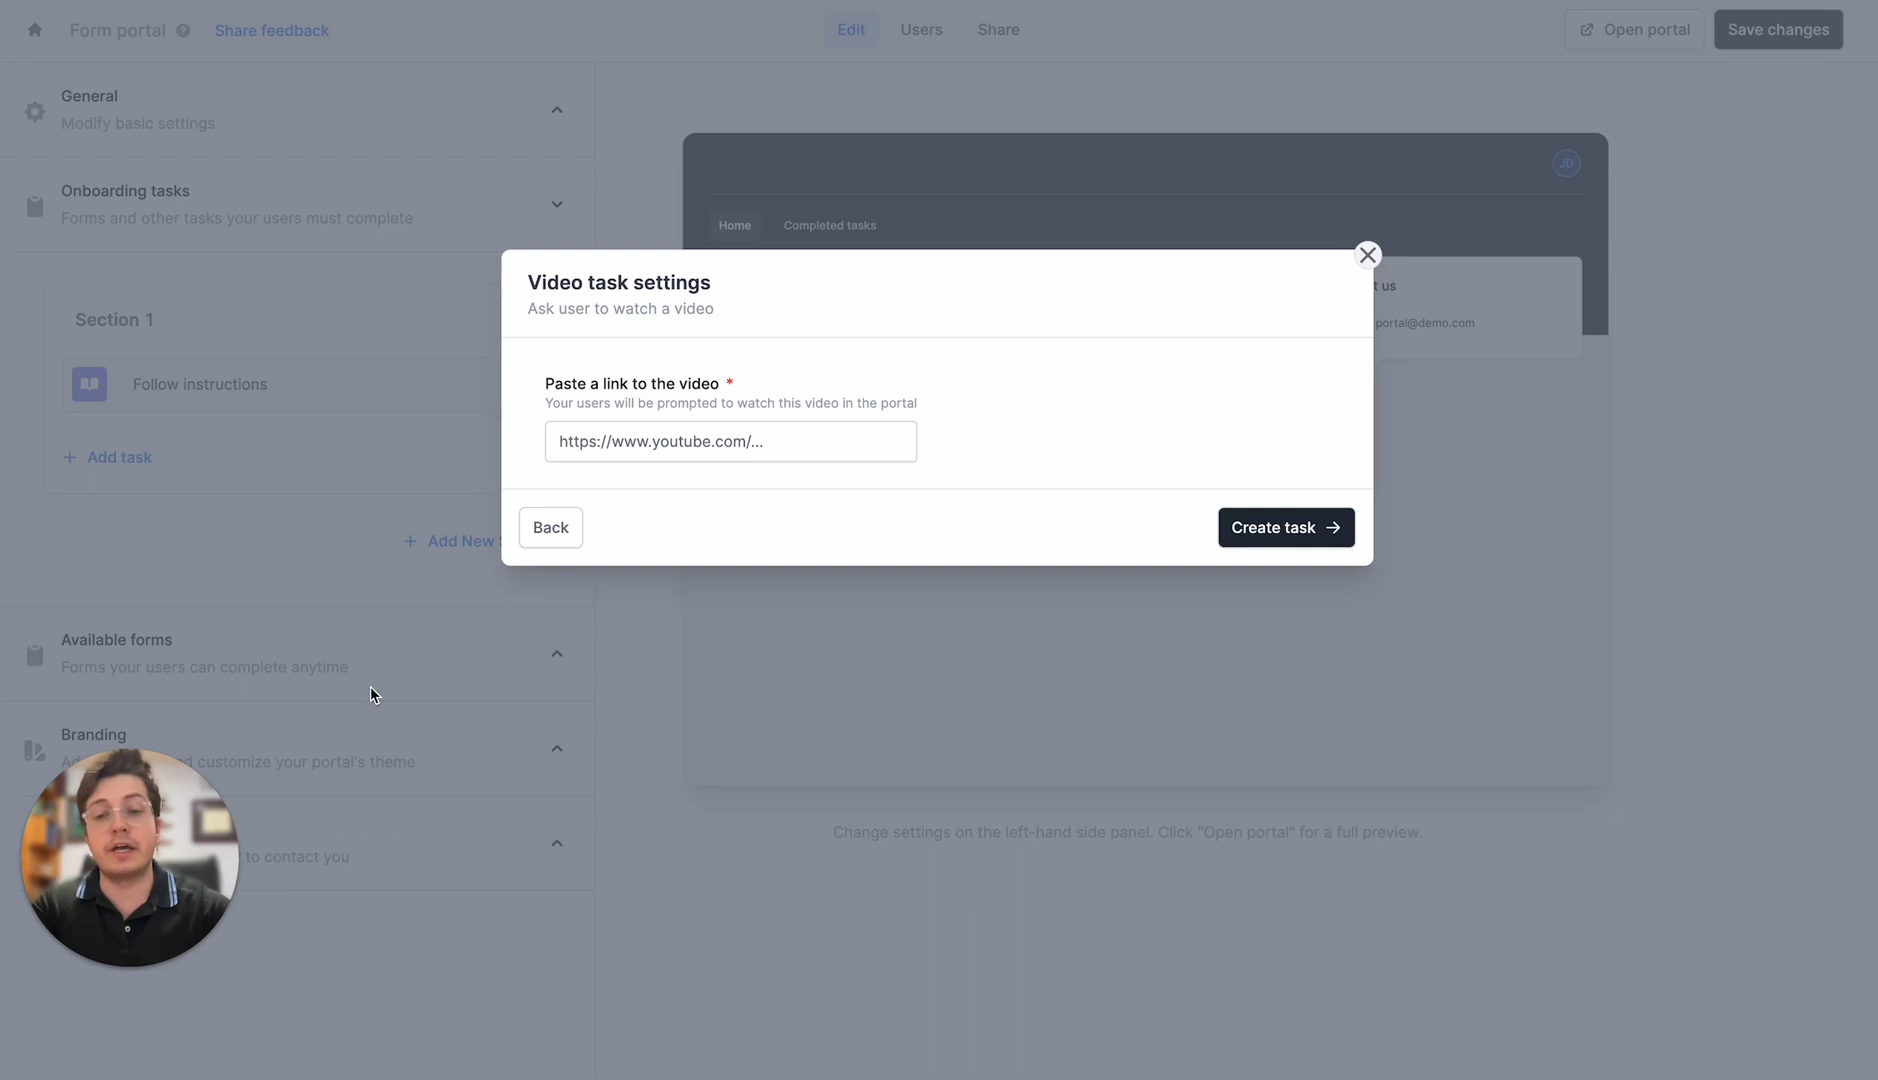 Form portal
Share feedback
Edit
Users
Share
Open portal
Save changes
General
Modify basic settings
Onboarding tasks
Forms and other tasks your users must complete
Section 1
Follow instructions
+ Add task
+ Add New
Available forms
Forms your users can complete anytime
Branding
customize your portal's theme
to contact you
JD
Home
Completed tasks
us
portal@demo.com
Video task settings
Ask user to watch a video
Paste a link to the video *
Your users will be prompted to watch this video in the portal
https://www.youtube.com/...
Back
Create task →
Change settings on the left-hand side panel. Click "Open portal" for a full preview.